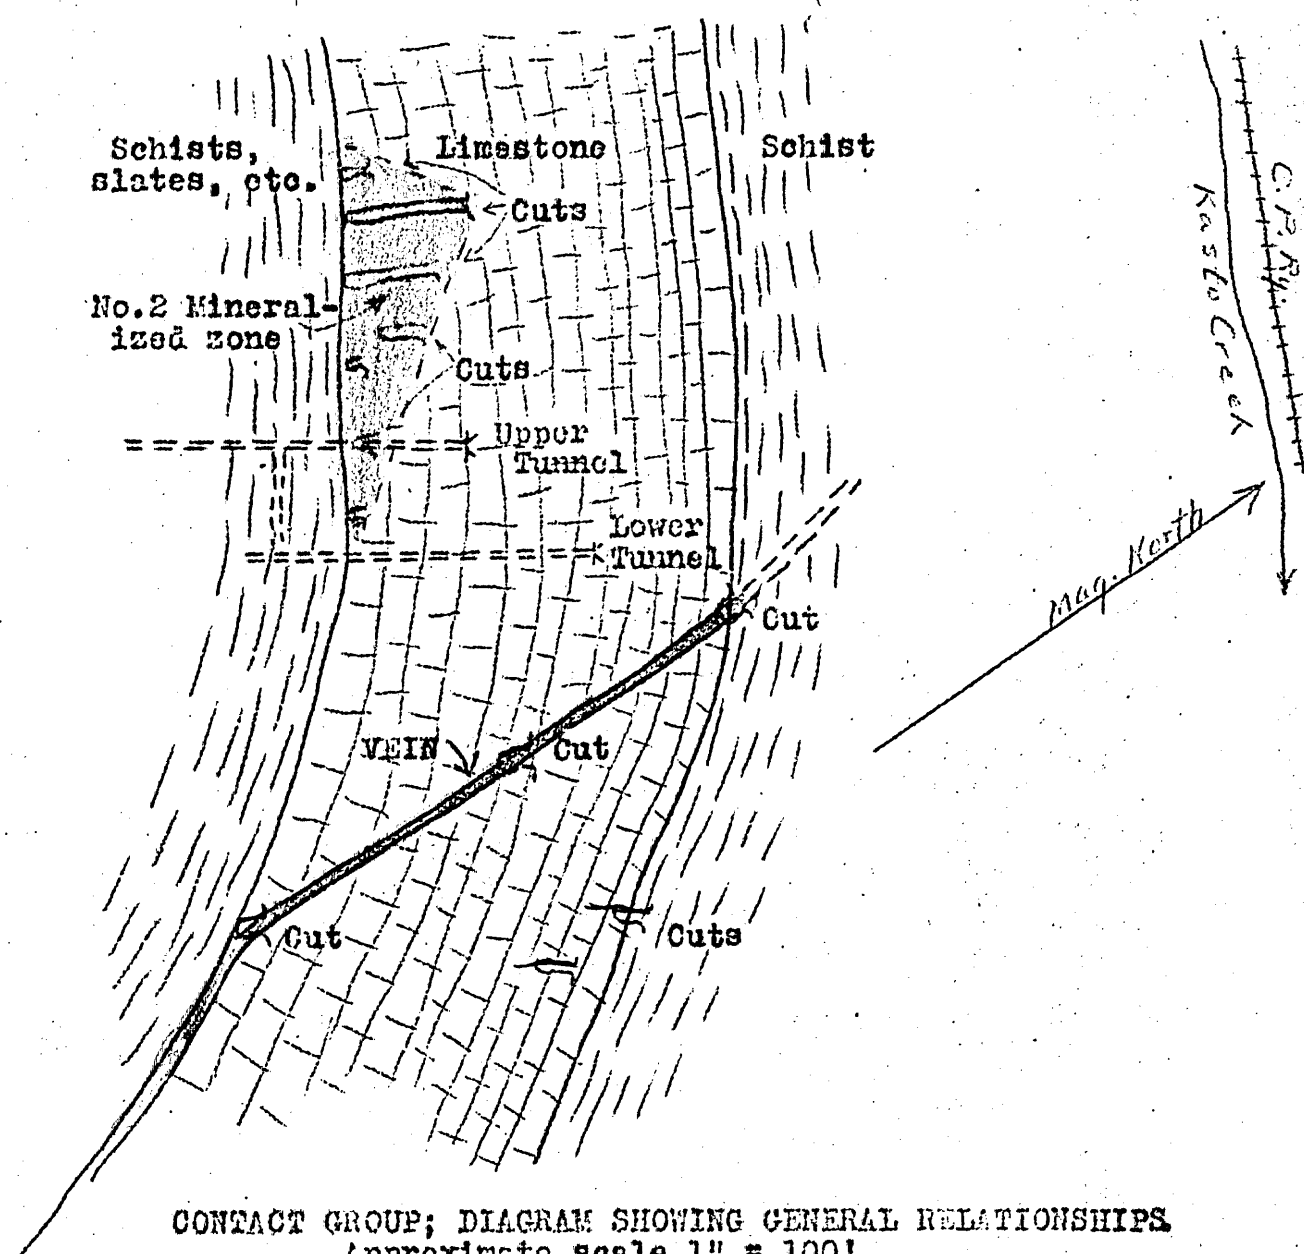 Schists,
slates, etc.
Limestone
Schist
Cuts
No.2 Mineral-
ized zone
Cuts
Upper
Tunnel
Lower
Tunnel
Cut
VEIN
Cut
Cut
Cuts
Kaslo Creek
C.P.Ry.
Mag. North
CONTACT GROUP; DIAGRAM SHOWING GENERAL RELATIONSHIPS.
Approximate scale 1" = 100'